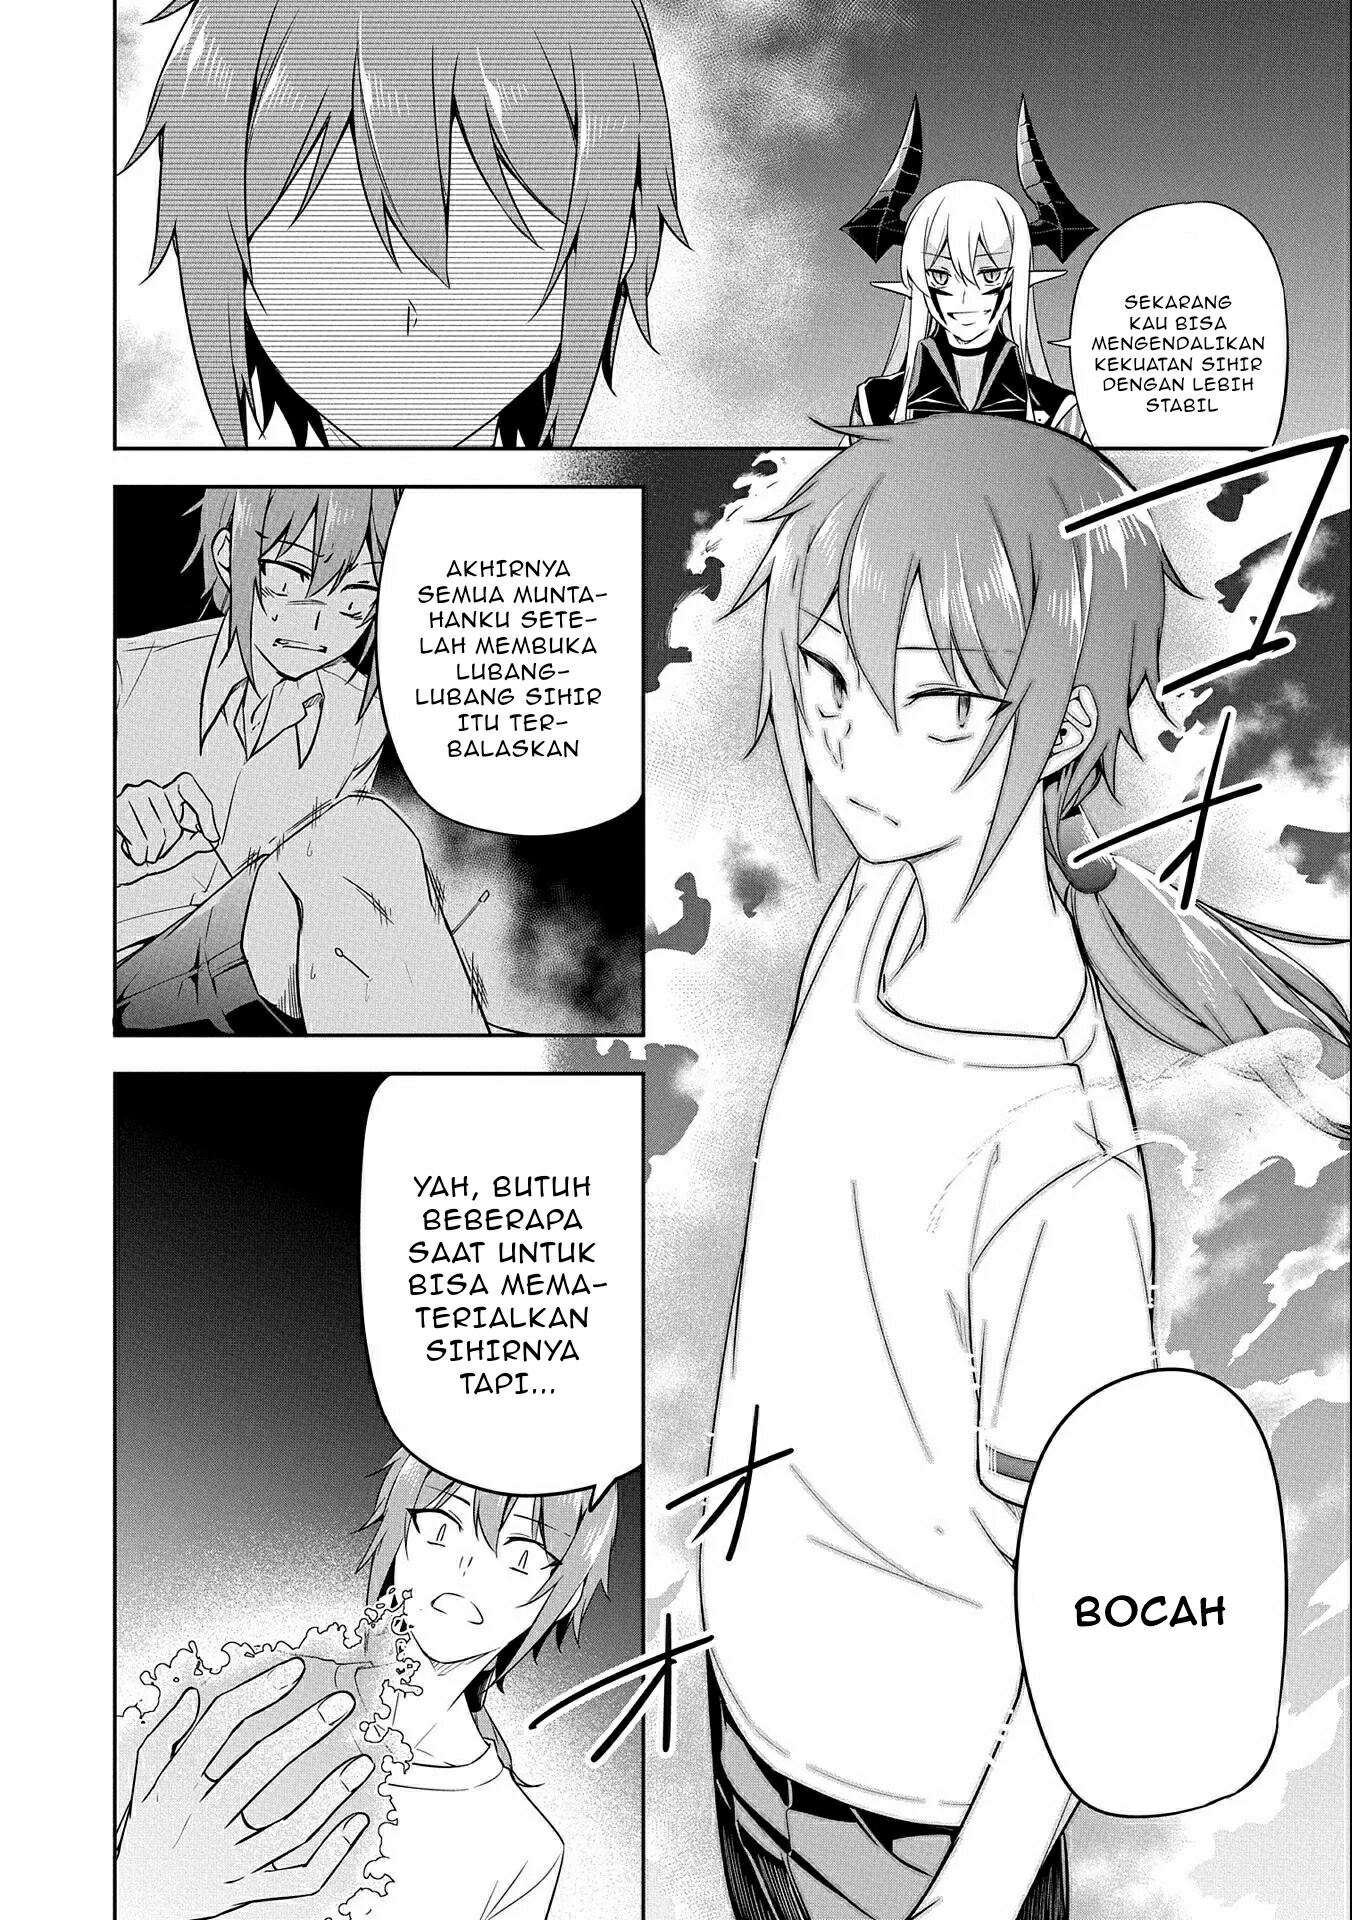 SEKARANG
KAU BISA
MENGENDALIKAN
KEKUATAN SIHIR
DENGAN LEBIH
STABIL
AKHIRNYA
SEMUA MUNTA-
HANKU SETE-
LAH MEMBUKA
LUBANG-
LUBANG SIHIR
ITU TER-
BALASKAN
YAH, BUTUH
BEBERAPA
SAAT UNTUK
BISA MEMA-
TERIALKAN
SIHIRNYA
TAPI...
BOCAH